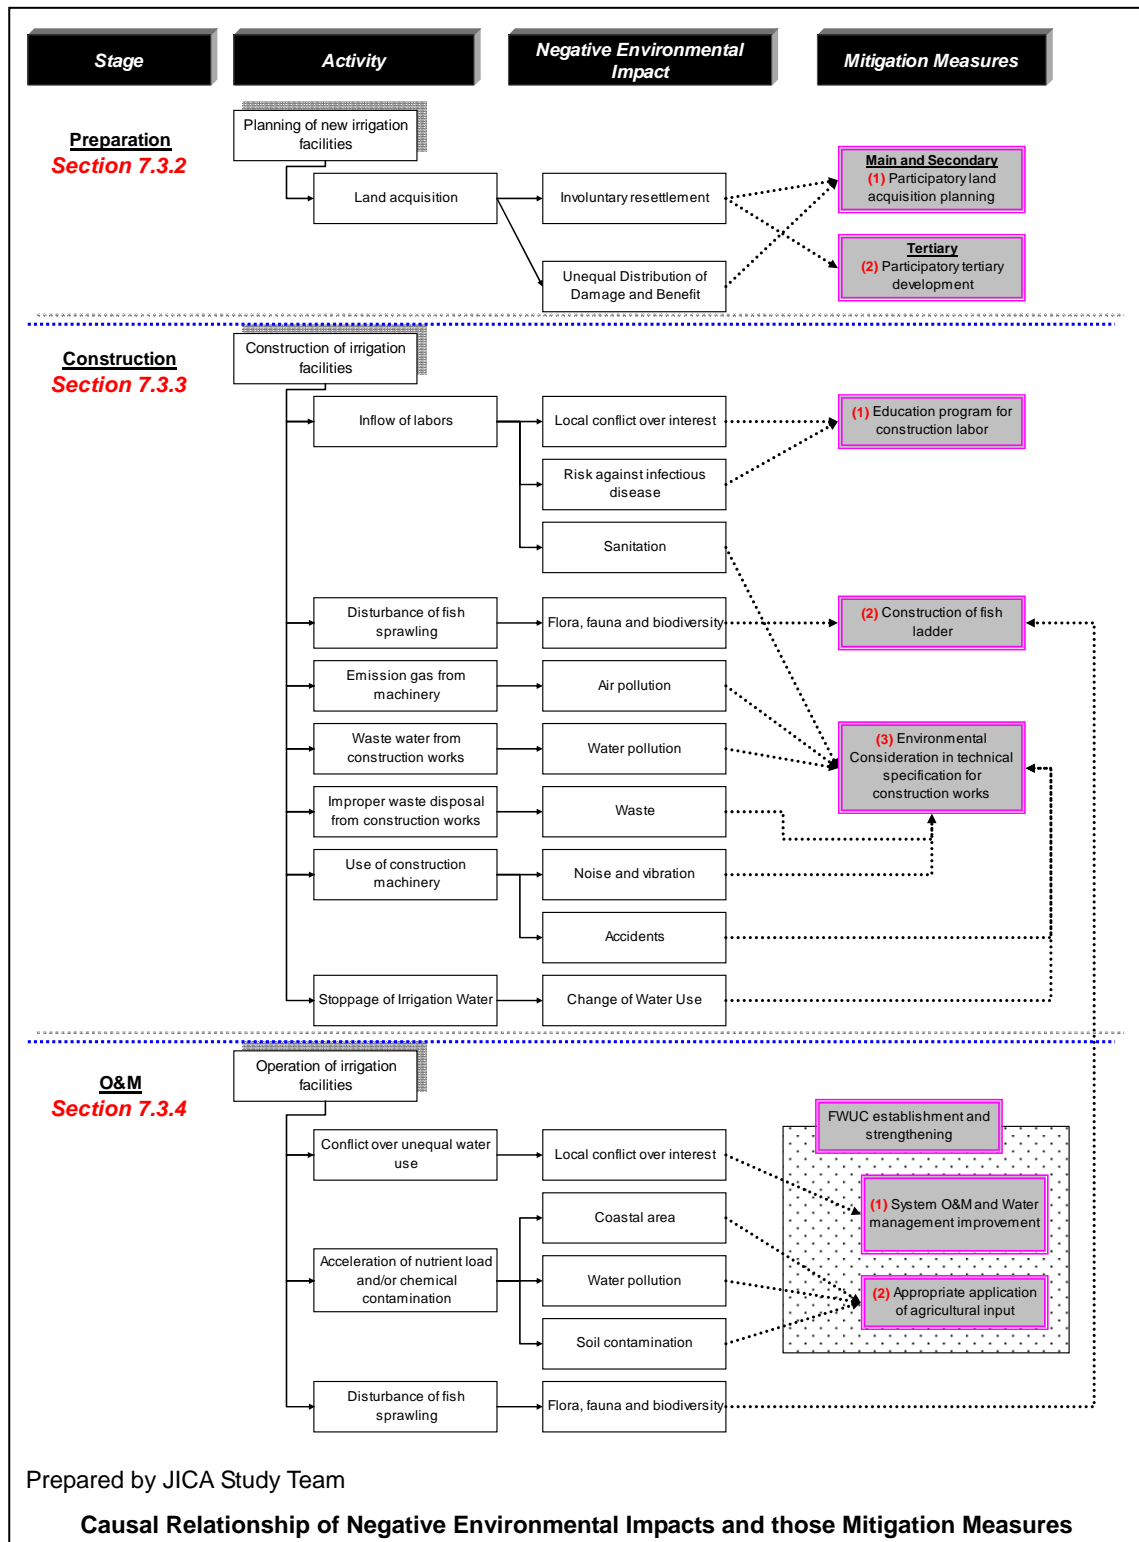 Stage
Activity
Negative Environmental
Impact
Mitigation Measures
Preparation
Section 7.3.2
Planning of new irrigation
facilities
Land acquisition
Involuntary resettlement
Unequal Distribution of
Damage and Benefit
Main and Secondary
(1) Participatory land
acquisition planning
Tertiary
(2) Participatory tertiary
development
Construction
Section 7.3.3
Construction of irrigation
facilities
Inflow of labors
Local conflict over interest
Risk against infectious
disease
Sanitation
(1) Education program for
construction labor
Disturbance of fish
sprawling
Flora, fauna and biodiversity
(2) Construction of fish
ladder
Emission gas from
machinery
Air pollution
Waste water from
construction works
Water pollution
(3) Environmental
Consideration in technical
specification for
construction works
Improper waste disposal
from construction works
Waste
Use of construction
machinery
Noise and vibration
Accidents
Stoppage of Irrigation Water
Change of Water Use
O&M
Section 7.3.4
Operation of irrigation
facilities
FWUC establishment and
strengthening
Conflict over unequal water
use
Local conflict over interest
(1) System O&M and Water
management improvement
Acceleration of nutrient load
and/or chemical
contamination
Coastal area
Water pollution
Soil contamination
(2) Appropriate application
of agricultural input
Disturbance of fish
sprawling
Flora, fauna and biodiversity
Prepared by JICA Study Team
Causal Relationship of Negative Environmental Impacts and those Mitigation Measures